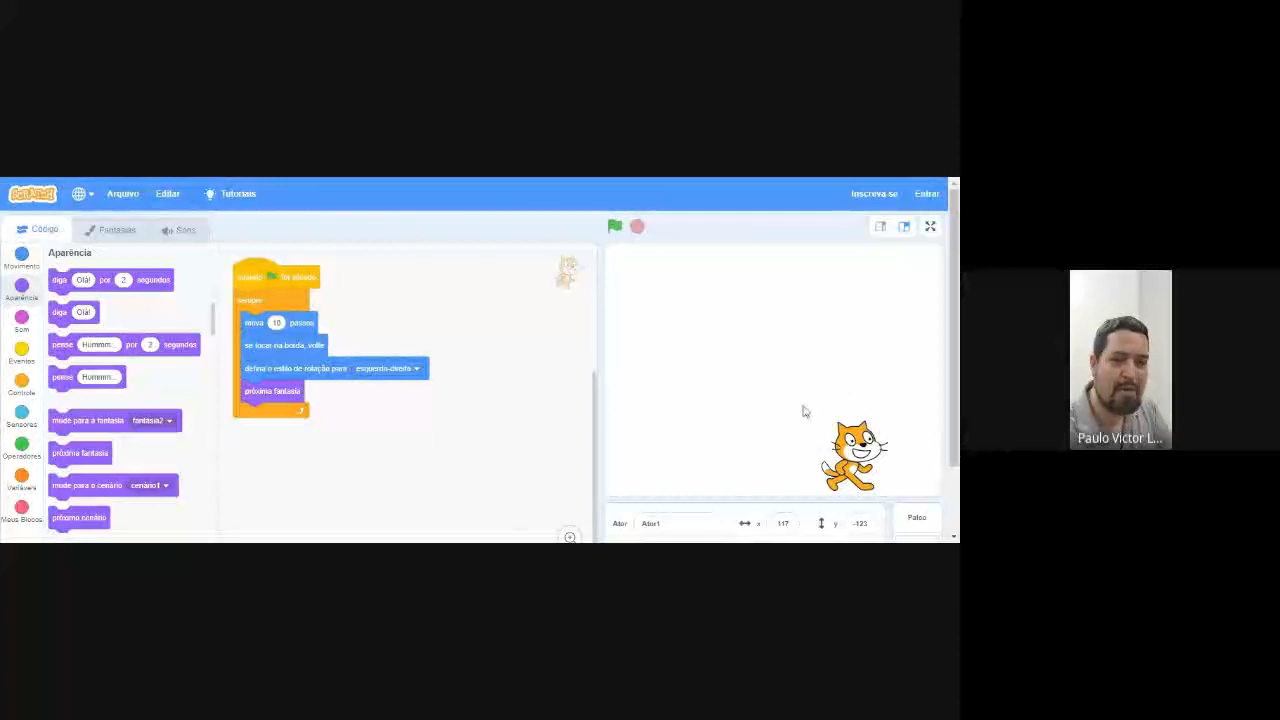 SCRATCH
Arquivo
Editar
Tutoriais
Inscreva-se
Entrar
Código
Fantasias
Sons
Movimento
Aparência
Som
Eventos
Controle
Sensores
Operadores
Variáveis
Meus Blocos
Aparência
diga Olá! por 2 segundos
diga Olá!
pense Hummm... por 2 segundos
pense Hummm...
mude para a fantasia fantasia2
próxima fantasia
mude para o cenário cenário1
próximo cenário
quando for clicado
sempre
mova 10 passos
se tocar na borda, volte
defina o estilo de rotação para esquerda-direita
próxima fantasia
Ator Ator1 x 117 y -123
Palco
Paulo Victor L...